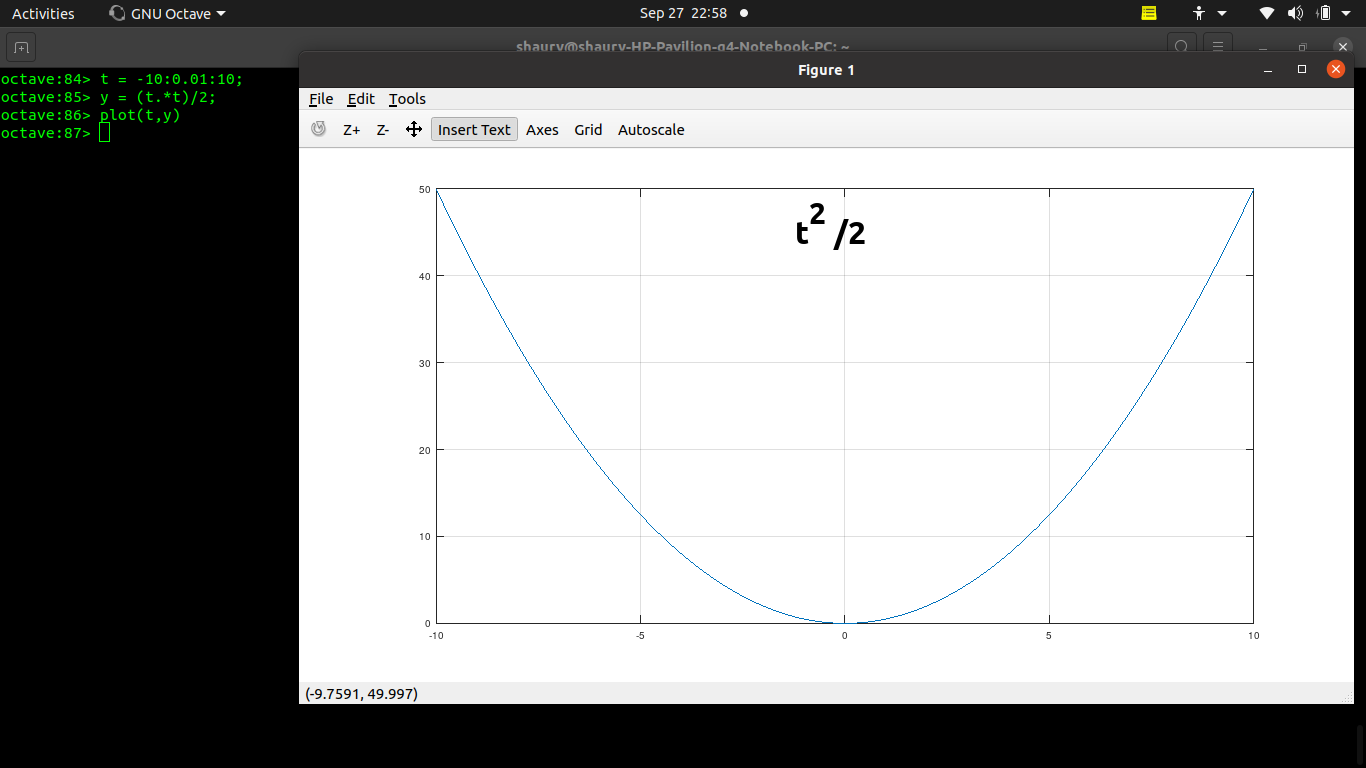 Activities GNU Octave Sep 27 22:58
shaury@shaury-HP-Pavilion-g4-Notebook-PC: ~
octave:84> t = -10:0.01:10;
octave:85> y = (t.*t)/2;
octave:86> plot(t,y)
octave:87>
Figure 1
File Edit Tools
Z+ Z- Insert Text Axes Grid Autoscale
t² /2
50
40
30
20
10
0
-10 -5 0 5 10
(-9.7591, 49.997)